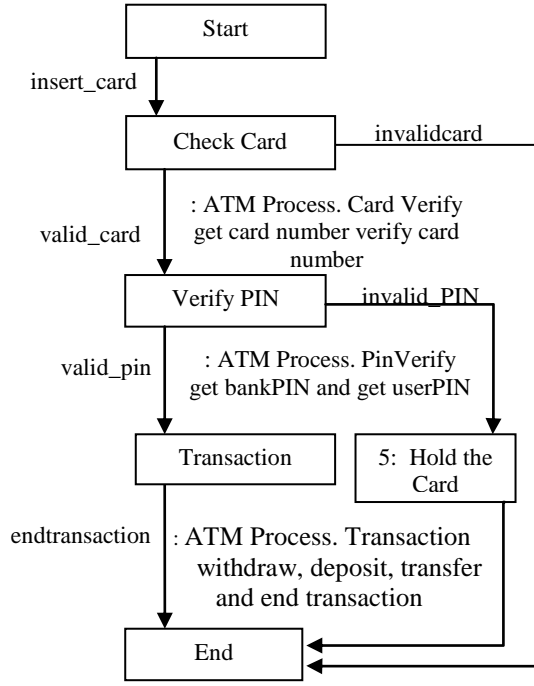 Start
insert_card
Check Card
invalidcard
: ATM Process. Card Verify
get card number verify card
number
valid_card
Verify PIN
invalid_PIN
: ATM Process. PinVerify
get bankPIN and get userPIN
valid_pin
Transaction
5: Hold the
Card
endtransaction
: ATM Process. Transaction
withdraw, deposit, transfer
and end transaction
End